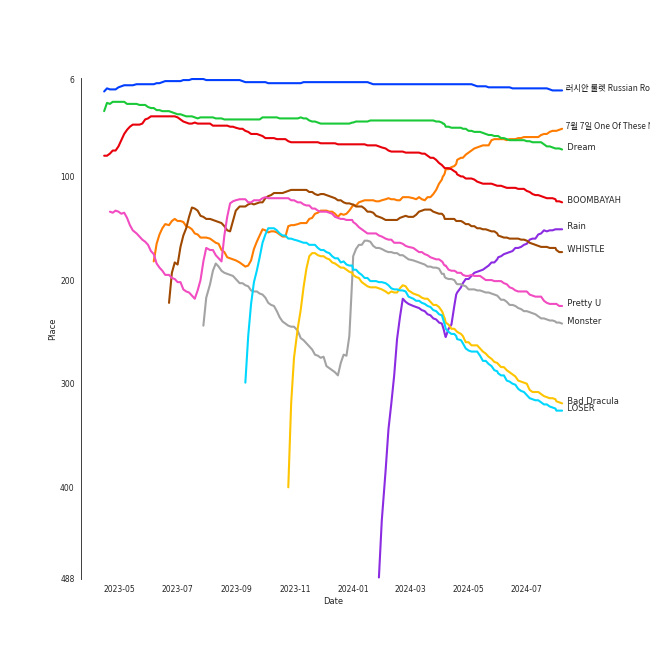 6
러시안 룰렛 Russian Ro
7월 7일 One Of These
Dream
100
BOOMBAYAH
Rain
WHISTLE
200
Pretty U
Monster
Place
300
Bad Dracula
LOSER
400
488
2023-05 2023-07 2023-09 2023-11 2024-01 2024-03 2024-05 2024-07
Date